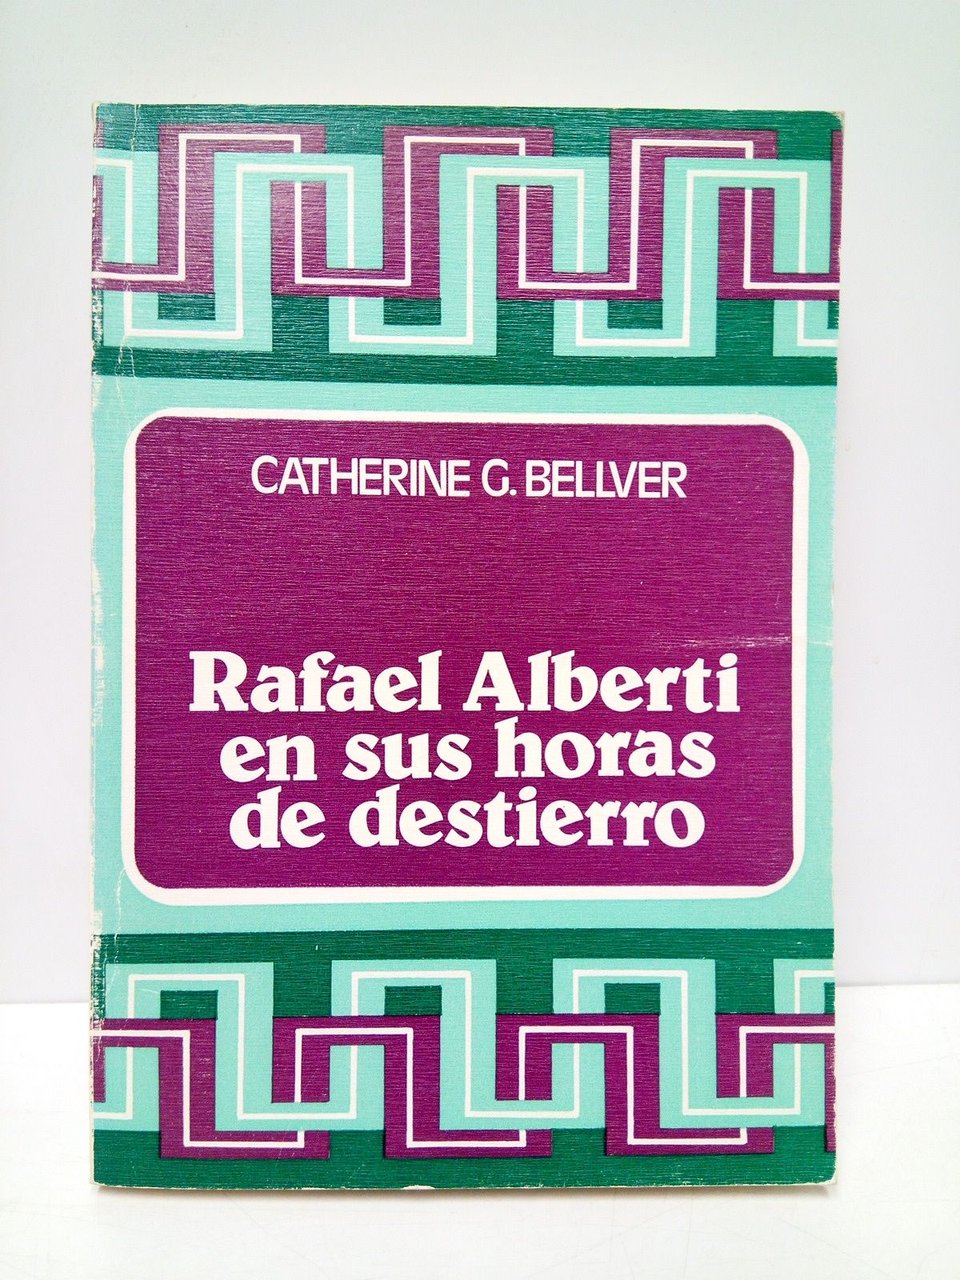 CATHERINE G. BELLVER
Rafael Alberti
en sus horas
de destierro